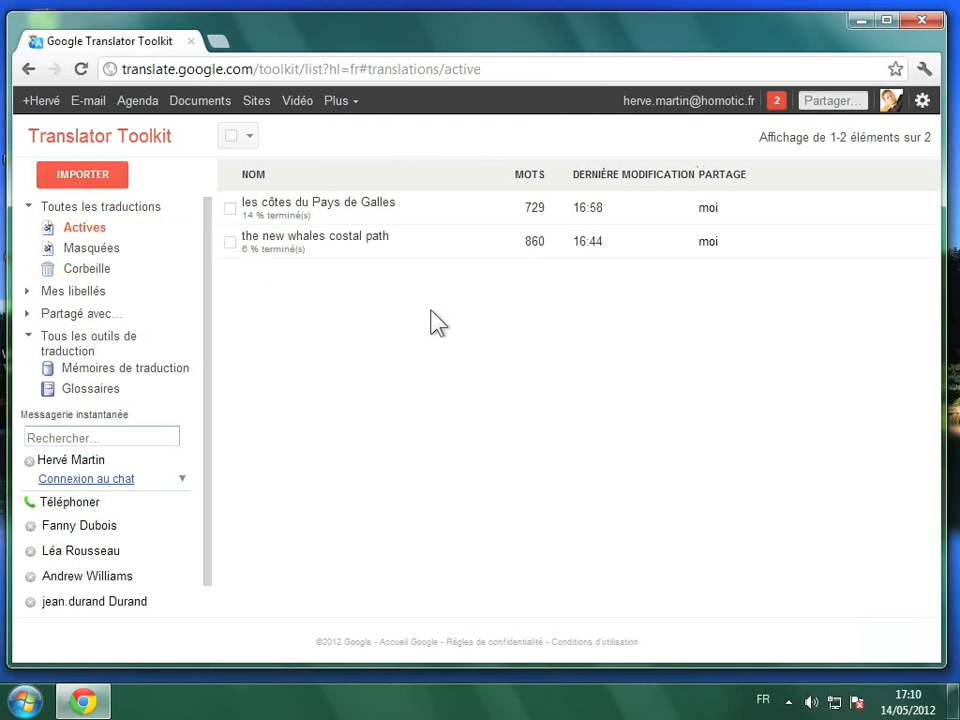 Google Translator Toolkit
translate.google.com/toolkit/list?hl=fr#translations/active
+Hervé E-mail Agenda Documents Sites Vidéo Plus
herve.martin@homotic.fr 2 Partager...
Translator Toolkit
Affichage de 1-2 éléments sur 2
IMPORTER
NOM MOTS DERNIÈRE MODIFICATION PARTAGE
les côtes du Pays de Galles 729 16:58 moi
14 % terminé(s)
the new whales costal path 860 16:44 moi
6 % terminé(s)
Toutes les traductions
Actives
Masquées
Corbeille
Mes libellés
Partagé avec...
Tous les outils de
traduction
Mémoires de traduction
Glossaires
Messagerie instantanée
Rechercher...
Hervé Martin
Connexion au chat
Téléphoner
Fanny Dubois
Léa Rousseau
Andrew Williams
jean.durand Durand
©2012 Google - Accueil Google - Règles de confidentialité - Conditions d'utilisation
FR
17:10
14/05/2012